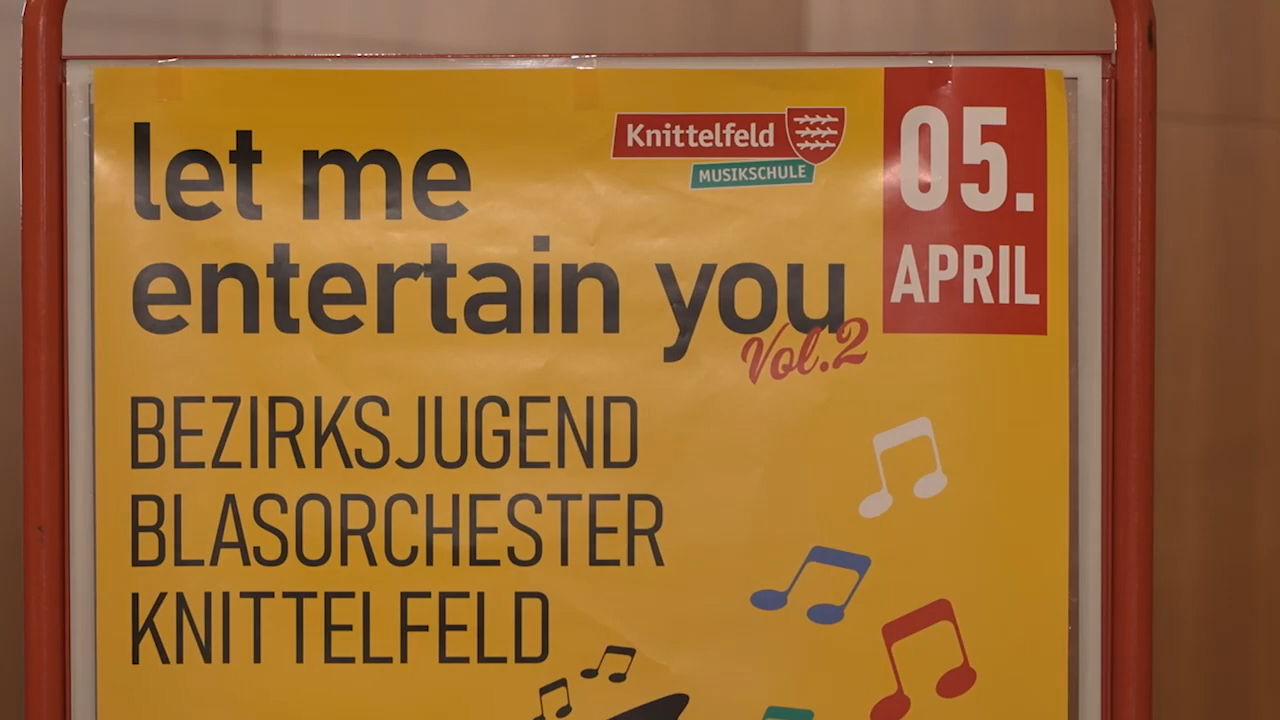 let me
entertain you
Vol.2
Knittelfeld
MUSIKSCHULE
05.
APRIL
BEZIRKSJUGEND
BLASORCHESTER
KNITTELFELD